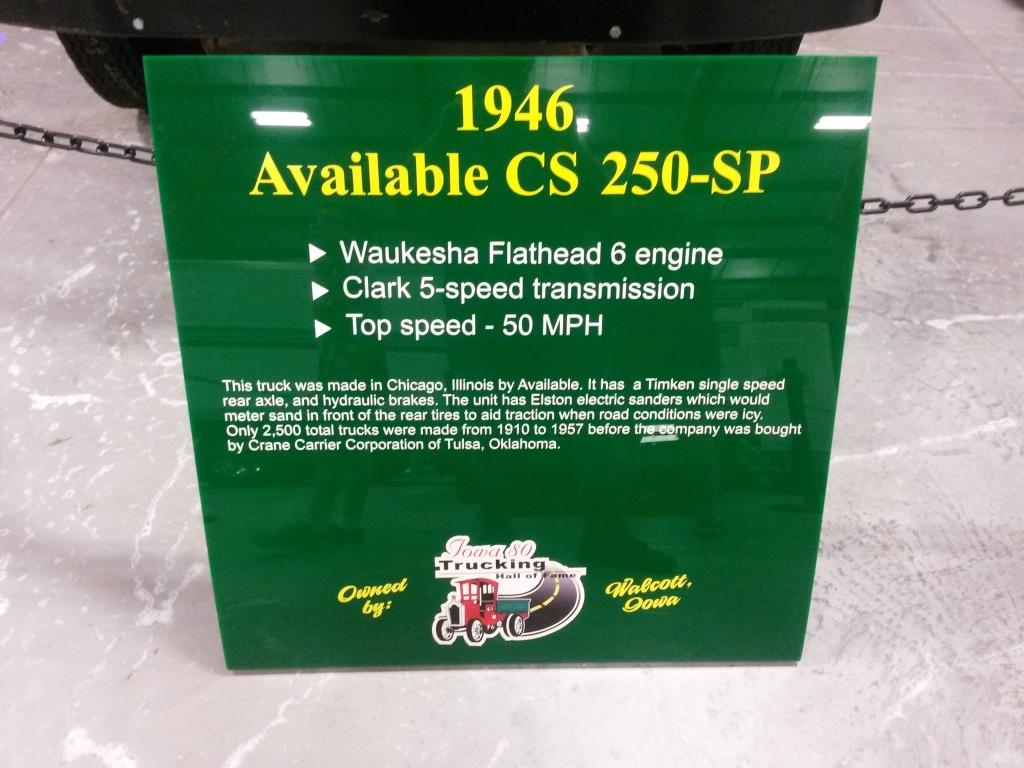 1946
Available CS 250-SP
Waukesha Flathead 6 engine
Clark 5-speed transmission
Top speed - 50 MPH
This truck was made in Chicago, Illinois by Available. It has a Timken single speed
rear axle, and hydraulic brakes. The unit has Elston electric sanders which would
meter sand in front of the rear tires to aid traction when road conditions were icy.
Only 2,500 total trucks were made from 1910 to 1957 before the company was bought
by Crane Carrier Corporation of Tulsa, Oklahoma.
Owned
by:
Iowa 80
Trucking
Hall of Fame
Walcott,
Iowa